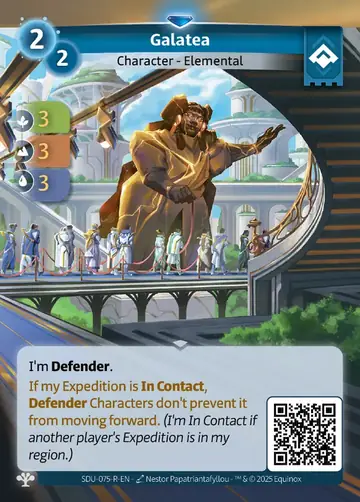 2
2
Galatea
Character - Elemental
3
3
3
I'm Defender.
If my Expedition is In Contact,
Defender Characters don't prevent it
from moving forward. (I'm In Contact if
another player's Expedition is in my
region.)
SDU-075-R-EN - Nestor Papatriantafyllou - ™ & © 2025 Equinox